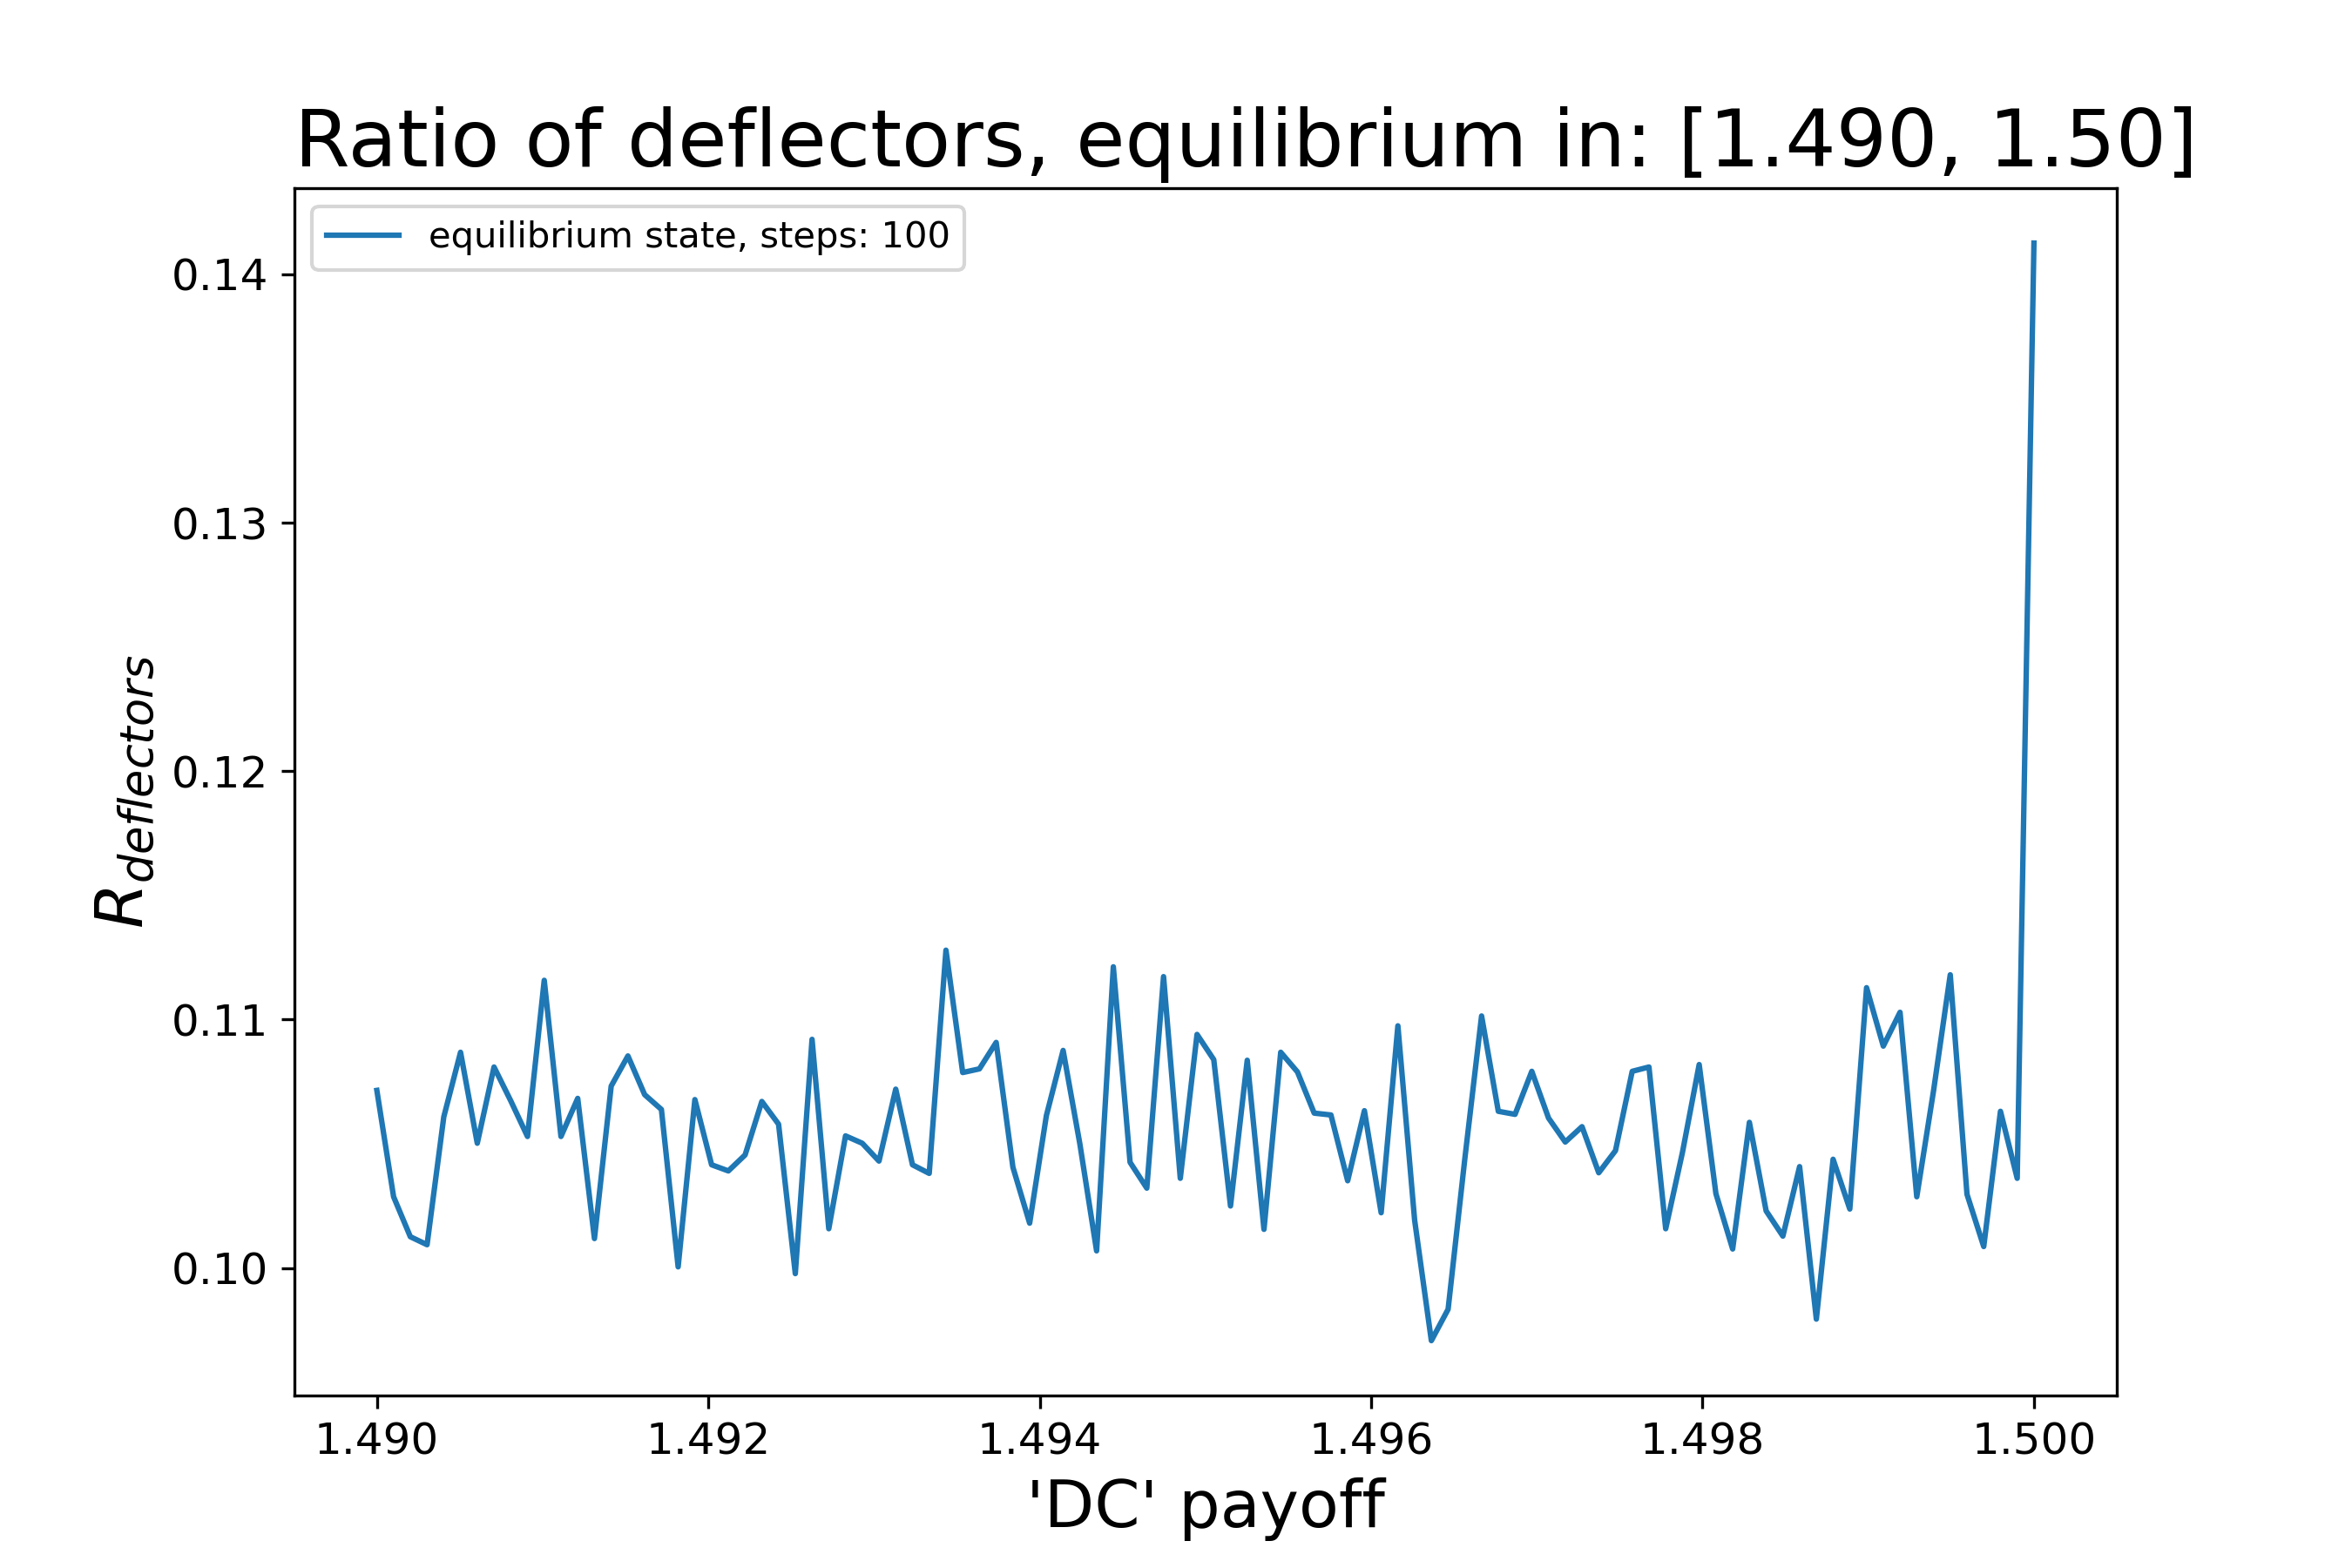 Ratio of deflectors, equilibrium in: [1.490, 1.50]
equilibrium state, steps: 100
0.14
0.13
0.12
0.11
0.10
R_deflectors
1.490 1.492 1.494 1.496 1.498 1.500
'DC' payoff